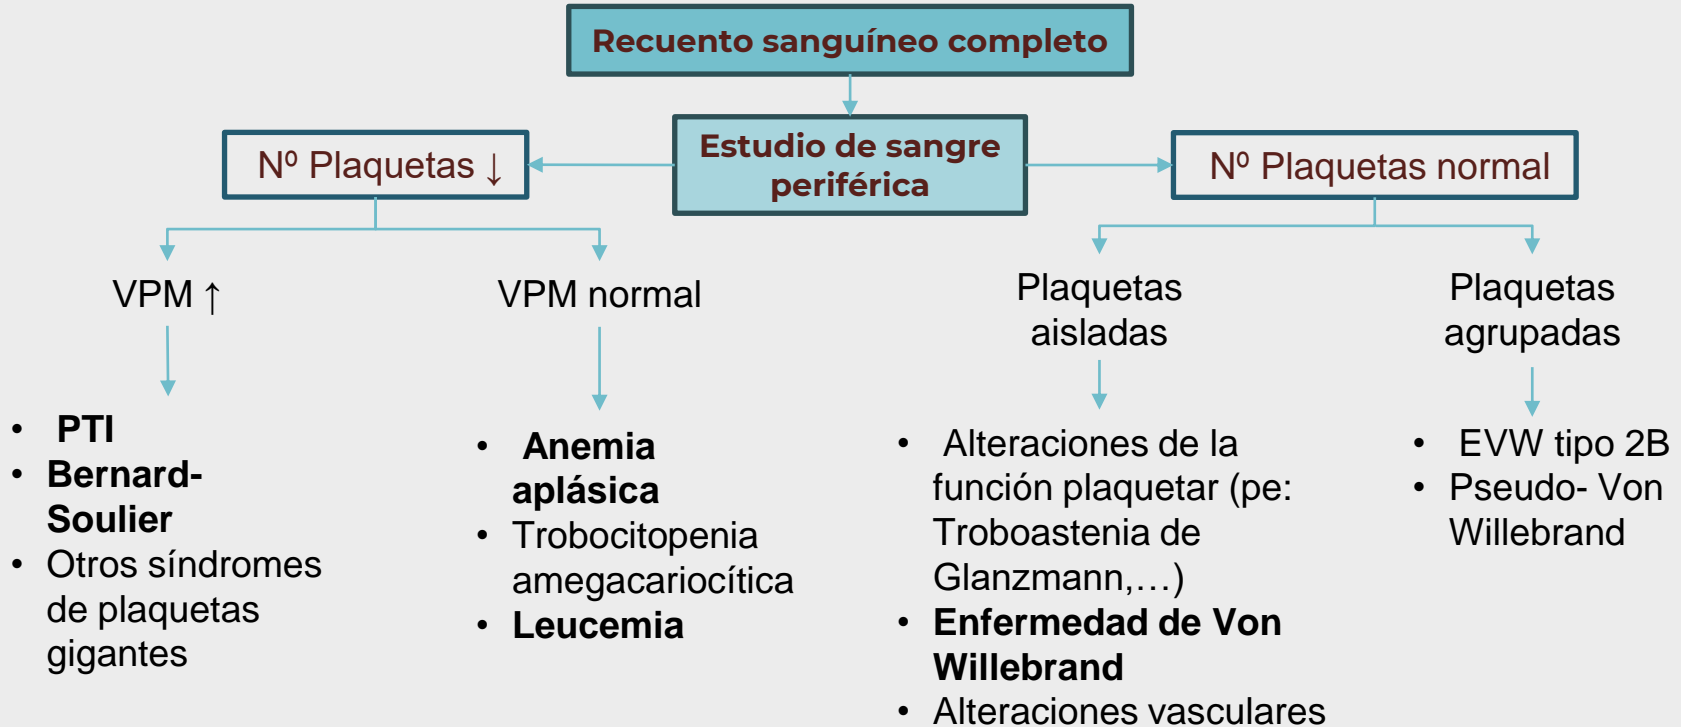 Recuento sanguíneo completo
Estudio de sangre
periférica
Nº Plaquetas ↓
Nº Plaquetas normal
VPM ↑
VPM normal
Plaquetas
aisladas
Plaquetas
agrupadas
• PTI
• Bernard-
Soulier
• Otros síndromes
de plaquetas
gigantes
• Anemia
aplásica
• Trobocitopenia
amegacariocítica
• Leucemia
• Alteraciones de la
función plaquetar (pe:
Troboastenia de
Glanzmann,…)
• Enfermedad de Von
Willebrand
• Alteraciones vasculares
• EVW tipo 2B
• Pseudo- Von
Willebrand